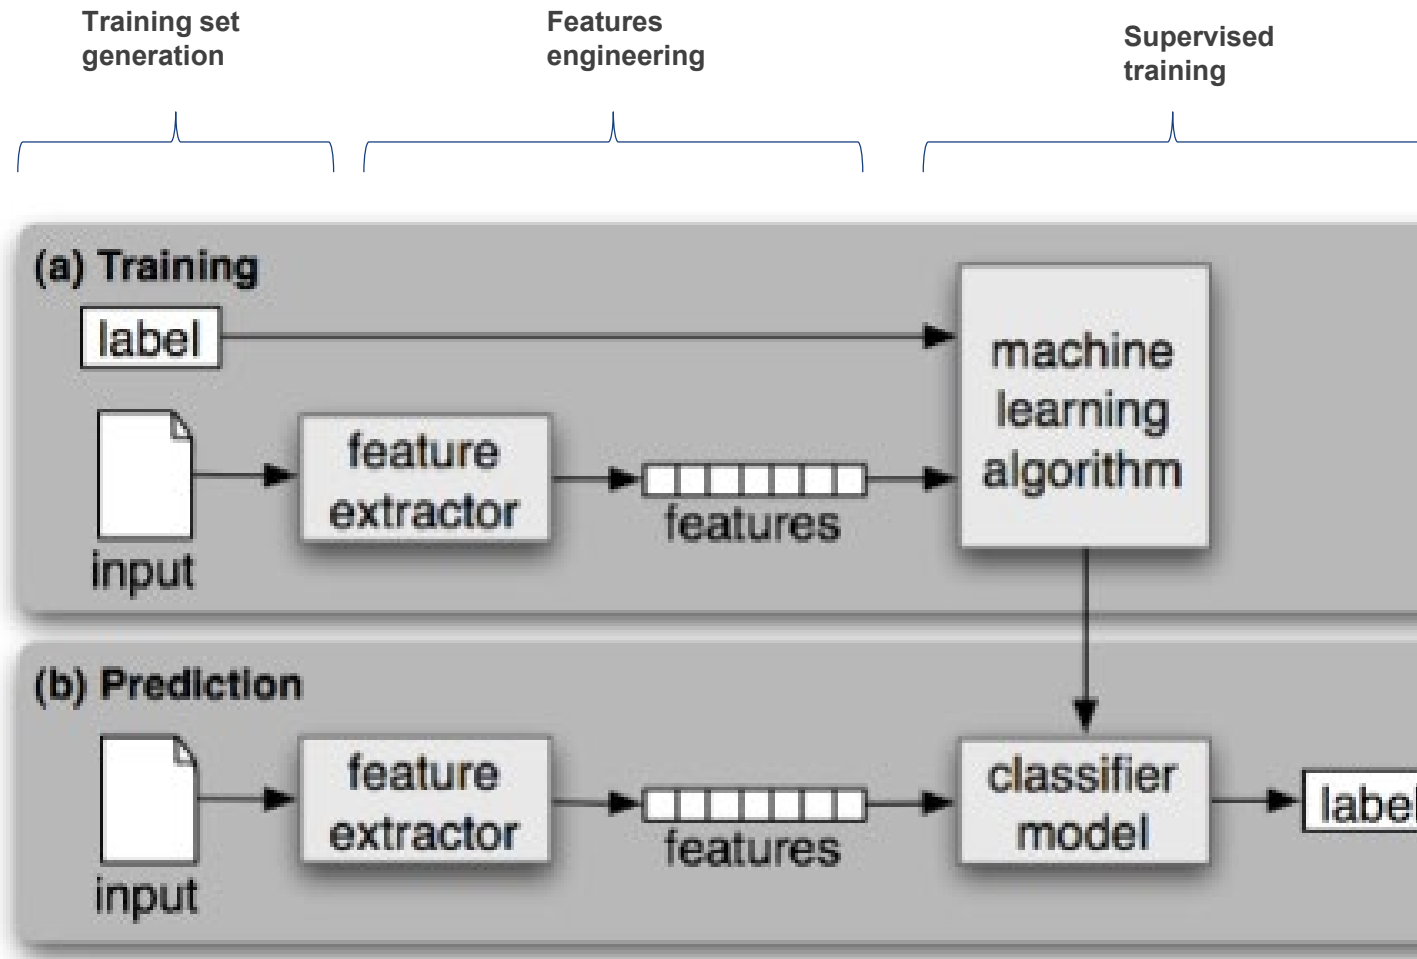 Training set
generation
Features
engineering
Supervised
training
(a) Training
label
machine
learning
algorithm
feature
extractor
features
input
(b) Prediction
feature
extractor
features
classifier
model
label
input